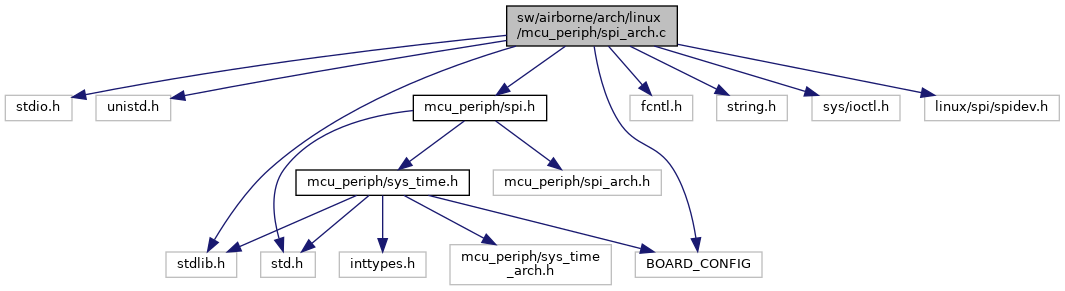 sw/airborne/arch/linux
/mcu_periph/spi_arch.c
stdio.h
unistd.h
mcu_periph/spi.h
fcntl.h
string.h
sys/ioctl.h
linux/spi/spidev.h
mcu_periph/sys_time.h
mcu_periph/spi_arch.h
stdlib.h
std.h
inttypes.h
mcu_periph/sys_time
_arch.h
BOARD_CONFIG